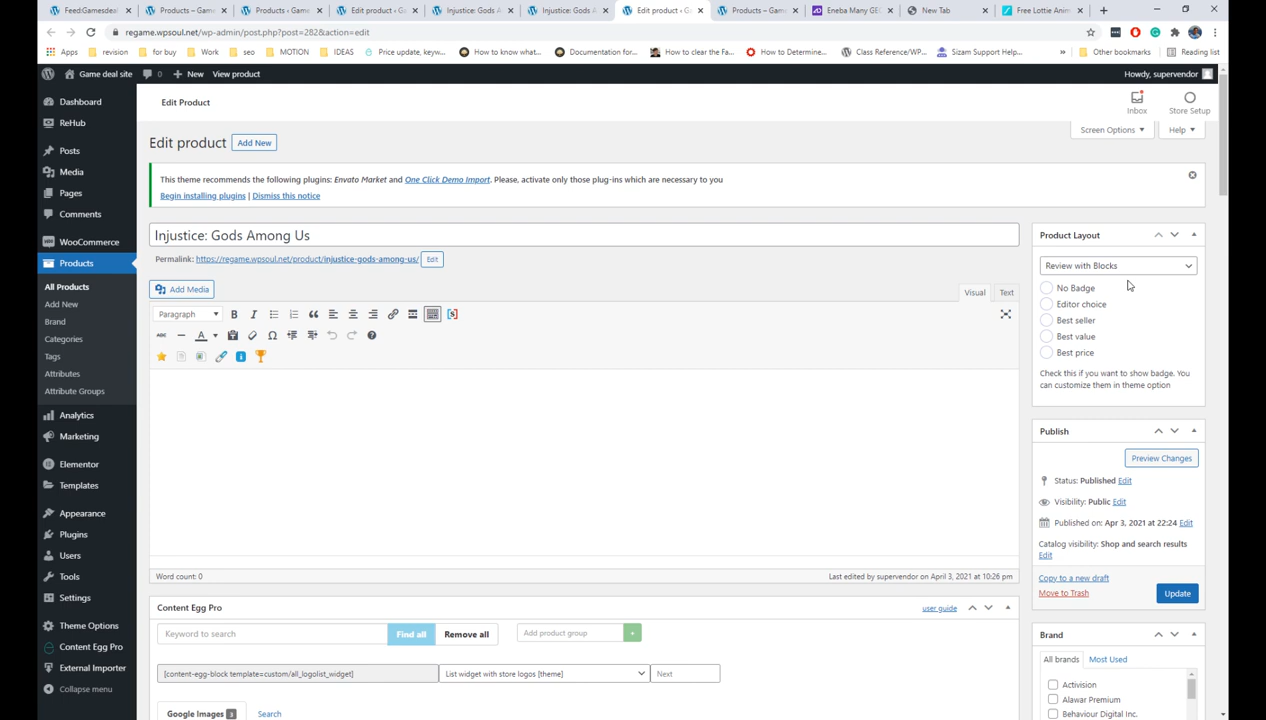 Feed:Gamesdeal
Products – Game
Products ‹ Game
Edit product ‹ Ga
Injustice: Gods A
Injustice: Gods A
Edit product ‹ Ga
Products – Game
Eneba Many GEO
New Tab
Free Lottie Anim
regame.wpsoul.net/wp-admin/post.php?post=282&action=edit
Apps
revision
for buy
Work
seo
MOTION
IDEAS
Price update, keyw...
How to know what...
Documentation for...
How to clear the Fa...
How to Determine...
Class Reference/WP...
Sizam Support Help...
»
Other bookmarks
Reading list
Game deal site
0
+ New
View product
Howdy, supervendor
Dashboard
ReHub
Posts
Media
Pages
Comments
WooCommerce
Products
All Products
Add New
Brand
Categories
Tags
Attributes
Attribute Groups
Analytics
Marketing
Elementor
Templates
Appearance
Plugins
Users
Tools
Settings
Theme Options
Content Egg Pro
External Importer
Collapse menu
Edit Product
Inbox
Store Setup
Screen Options
Help
Edit product
Add New
This theme recommends the following plugins: Envato Market and One Click Demo Import. Please, activate only those plug-ins which are necessary to you
Begin installing plugins | Dismiss this notice
Injustice: Gods Among Us
Permalink: https://regame.wpsoul.net/product/injustice-gods-among-us/
Edit
Add Media
Visual
Text
Paragraph
B
I
ABC
A
Ω
Word count: 0
Last edited by supervendor on April 3, 2021 at 10:26 pm
Content Egg Pro
user guide
Keyword to search
Find all
Remove all
Add product group
+
[content-egg-block template=custom/all_logolist_widget]
List widget with store logos [theme]
Next
Google Images 3
Search
Product Layout
Review with Blocks
No Badge
Editor choice
Best seller
Best value
Best price
Check this if you want to show badge. You
can customize them in theme option
Publish
Preview Changes
Status: Published Edit
Visibility: Public Edit
Published on: Apr 3, 2021 at 22:24 Edit
Catalog visibility: Shop and search results
Edit
Copy to a new draft
Move to Trash
Update
Brand
All brands
Most Used
Activision
Alawar Premium
Behaviour Digital Inc.